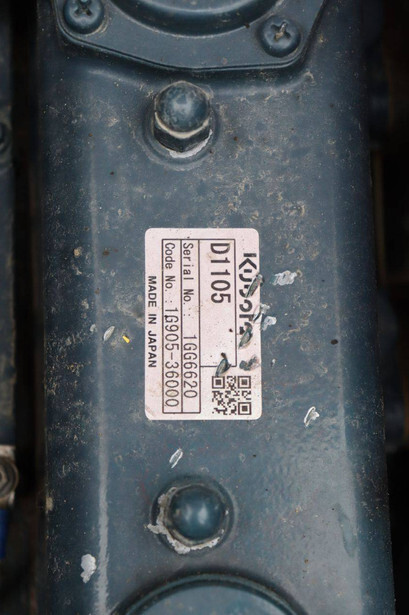 Kubota
D1105
Serial No.: 1GG6620
Code No.: 1G905-36000
MADE IN JAPAN